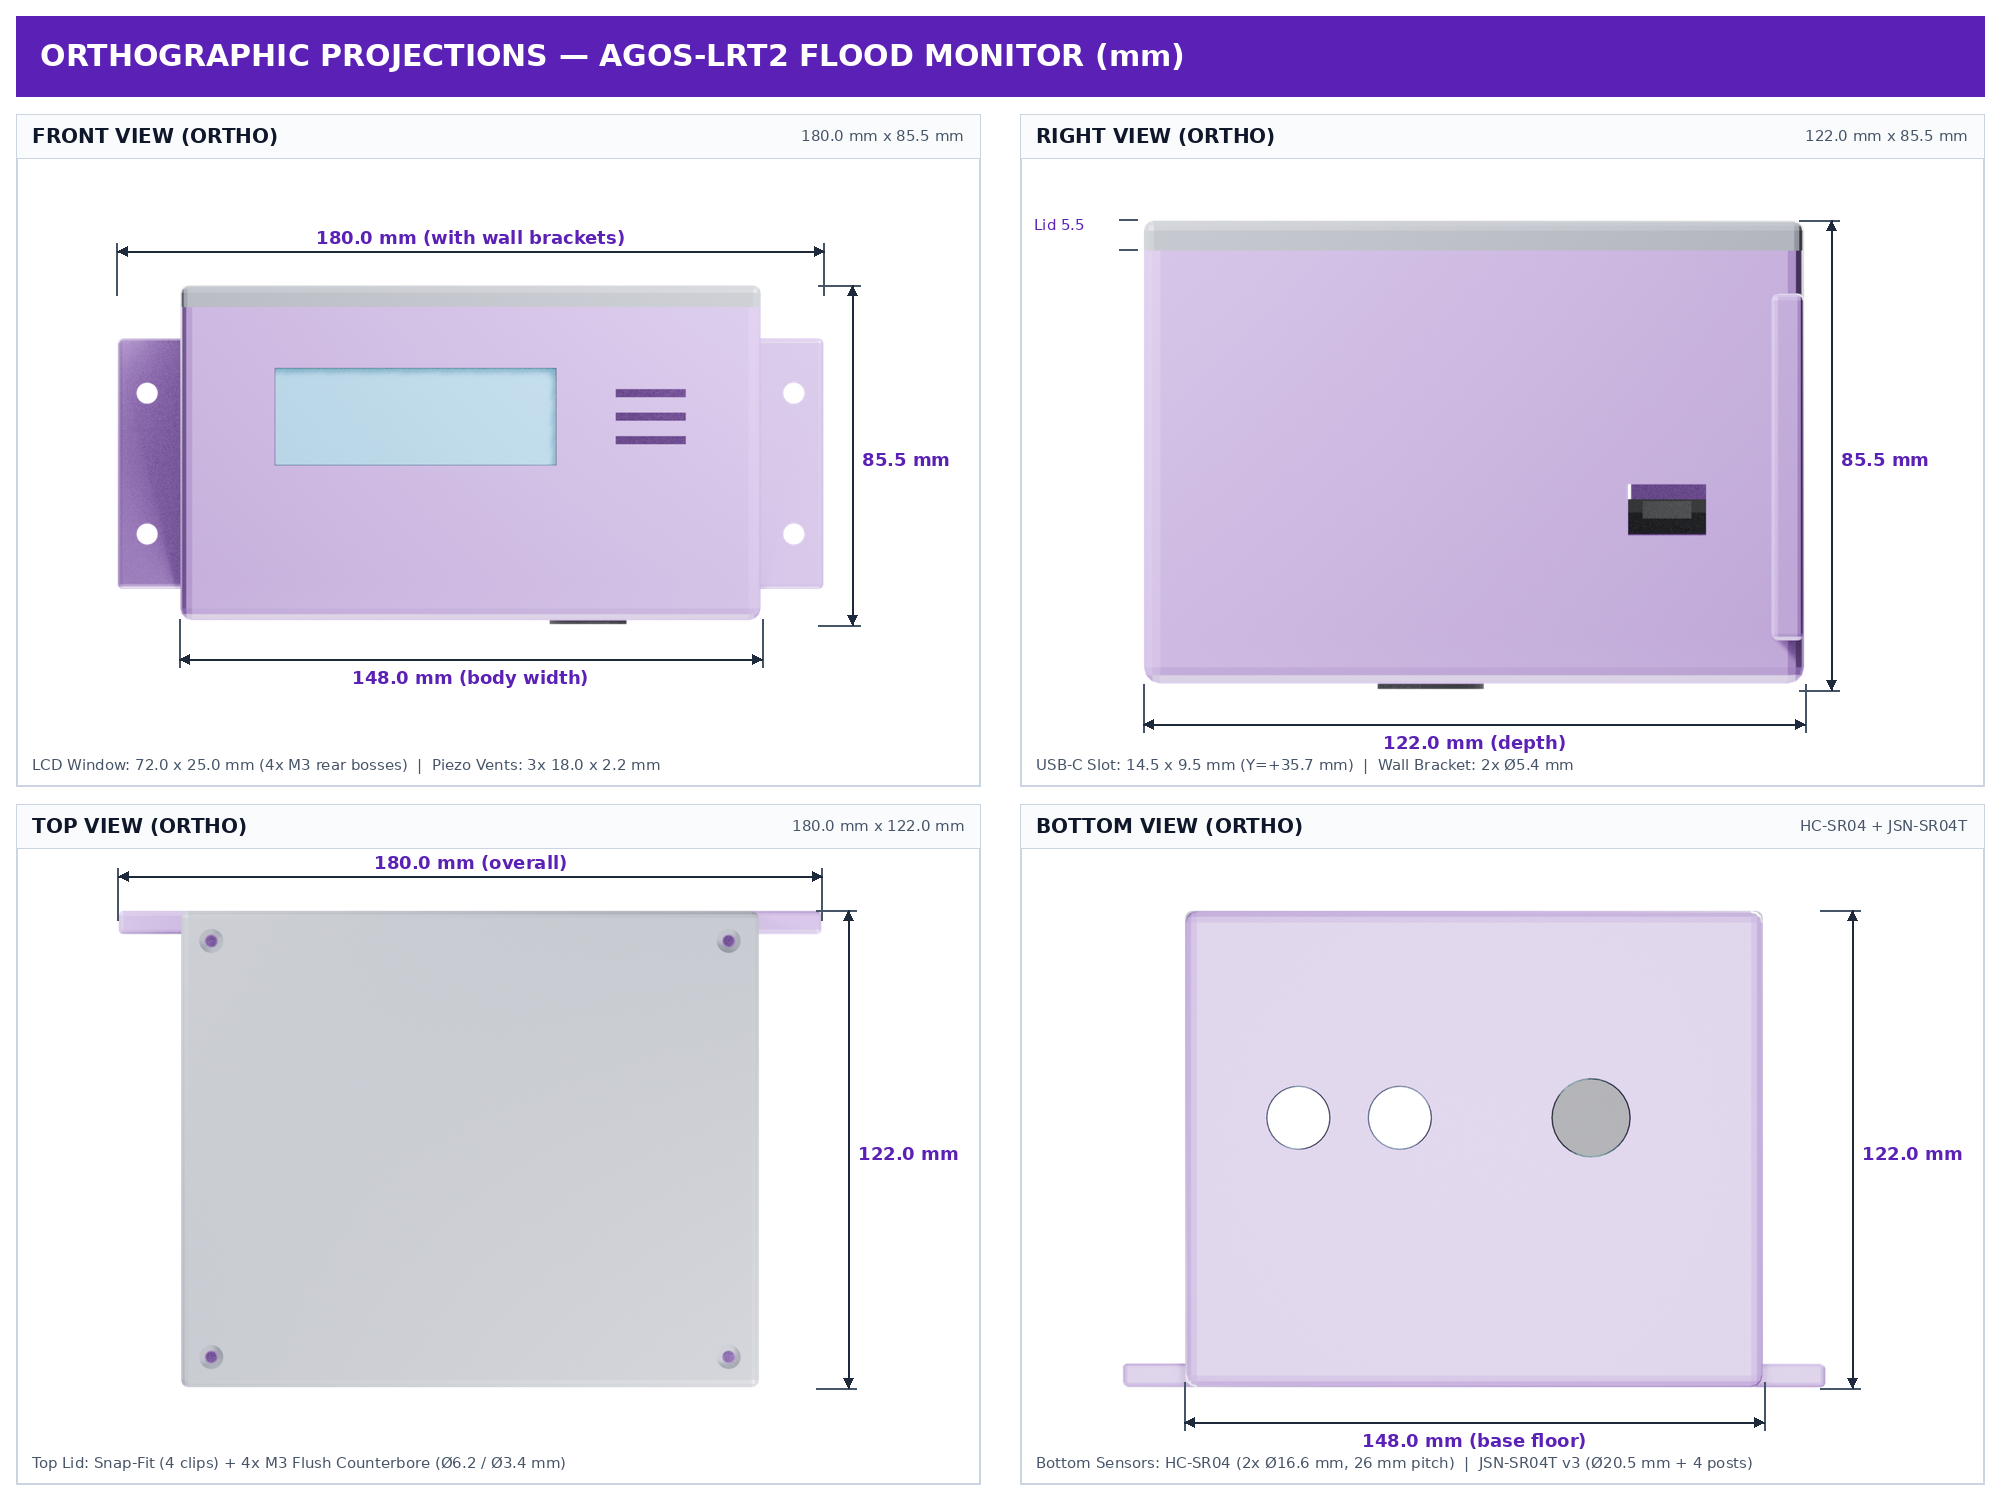 ORTHOGRAPHIC PROJECTIONS — AGOS-LRT2 FLOOD MONITOR (mm)
FRONT VIEW (ORTHO)
180.0 mm x 85.5 mm
180.0 mm (with wall brackets)
85.5 mm
148.0 mm (body width)
LCD Window: 72.0 x 25.0 mm (4x M3 rear bosses) | Piezo Vents: 3x 18.0 x 2.2 mm
RIGHT VIEW (ORTHO)
122.0 mm x 85.5 mm
Lid 5.5
85.5 mm
122.0 mm (depth)
USB-C Slot: 14.5 x 9.5 mm (Y=+35.7 mm) | Wall Bracket: 2x Ø5.4 mm
TOP VIEW (ORTHO)
180.0 mm x 122.0 mm
180.0 mm (overall)
122.0 mm
Top Lid: Snap-Fit (4 clips) + 4x M3 Flush Counterbore (Ø6.2 / Ø3.4 mm)
BOTTOM VIEW (ORTHO)
HC-SR04 + JSN-SR04T
122.0 mm
148.0 mm (base floor)
Bottom Sensors: HC-SR04 (2x Ø16.6 mm, 26 mm pitch) | JSN-SR04T v3 (Ø20.5 mm + 4 posts)